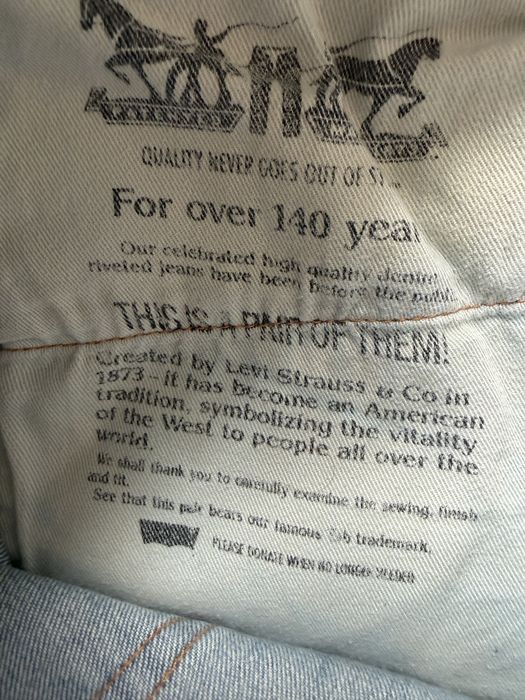 QUALITY NEVER GOES OUT OF
For over 140
Our celebrated high quality denim
riveted jeans have been before the
THIS IS A PAIR OF THEM!
Created by Levi Strauss & Co in
1873 - it has become an American
tradition, symbolizing the vitality
of the West to people all over the
world.
We shall thank you to carefully examine the sewing, finish
and fit.
See that this pair bears our famous Tab trademark.
PLEASE DONATE WHEN NO LONGER NEEDED